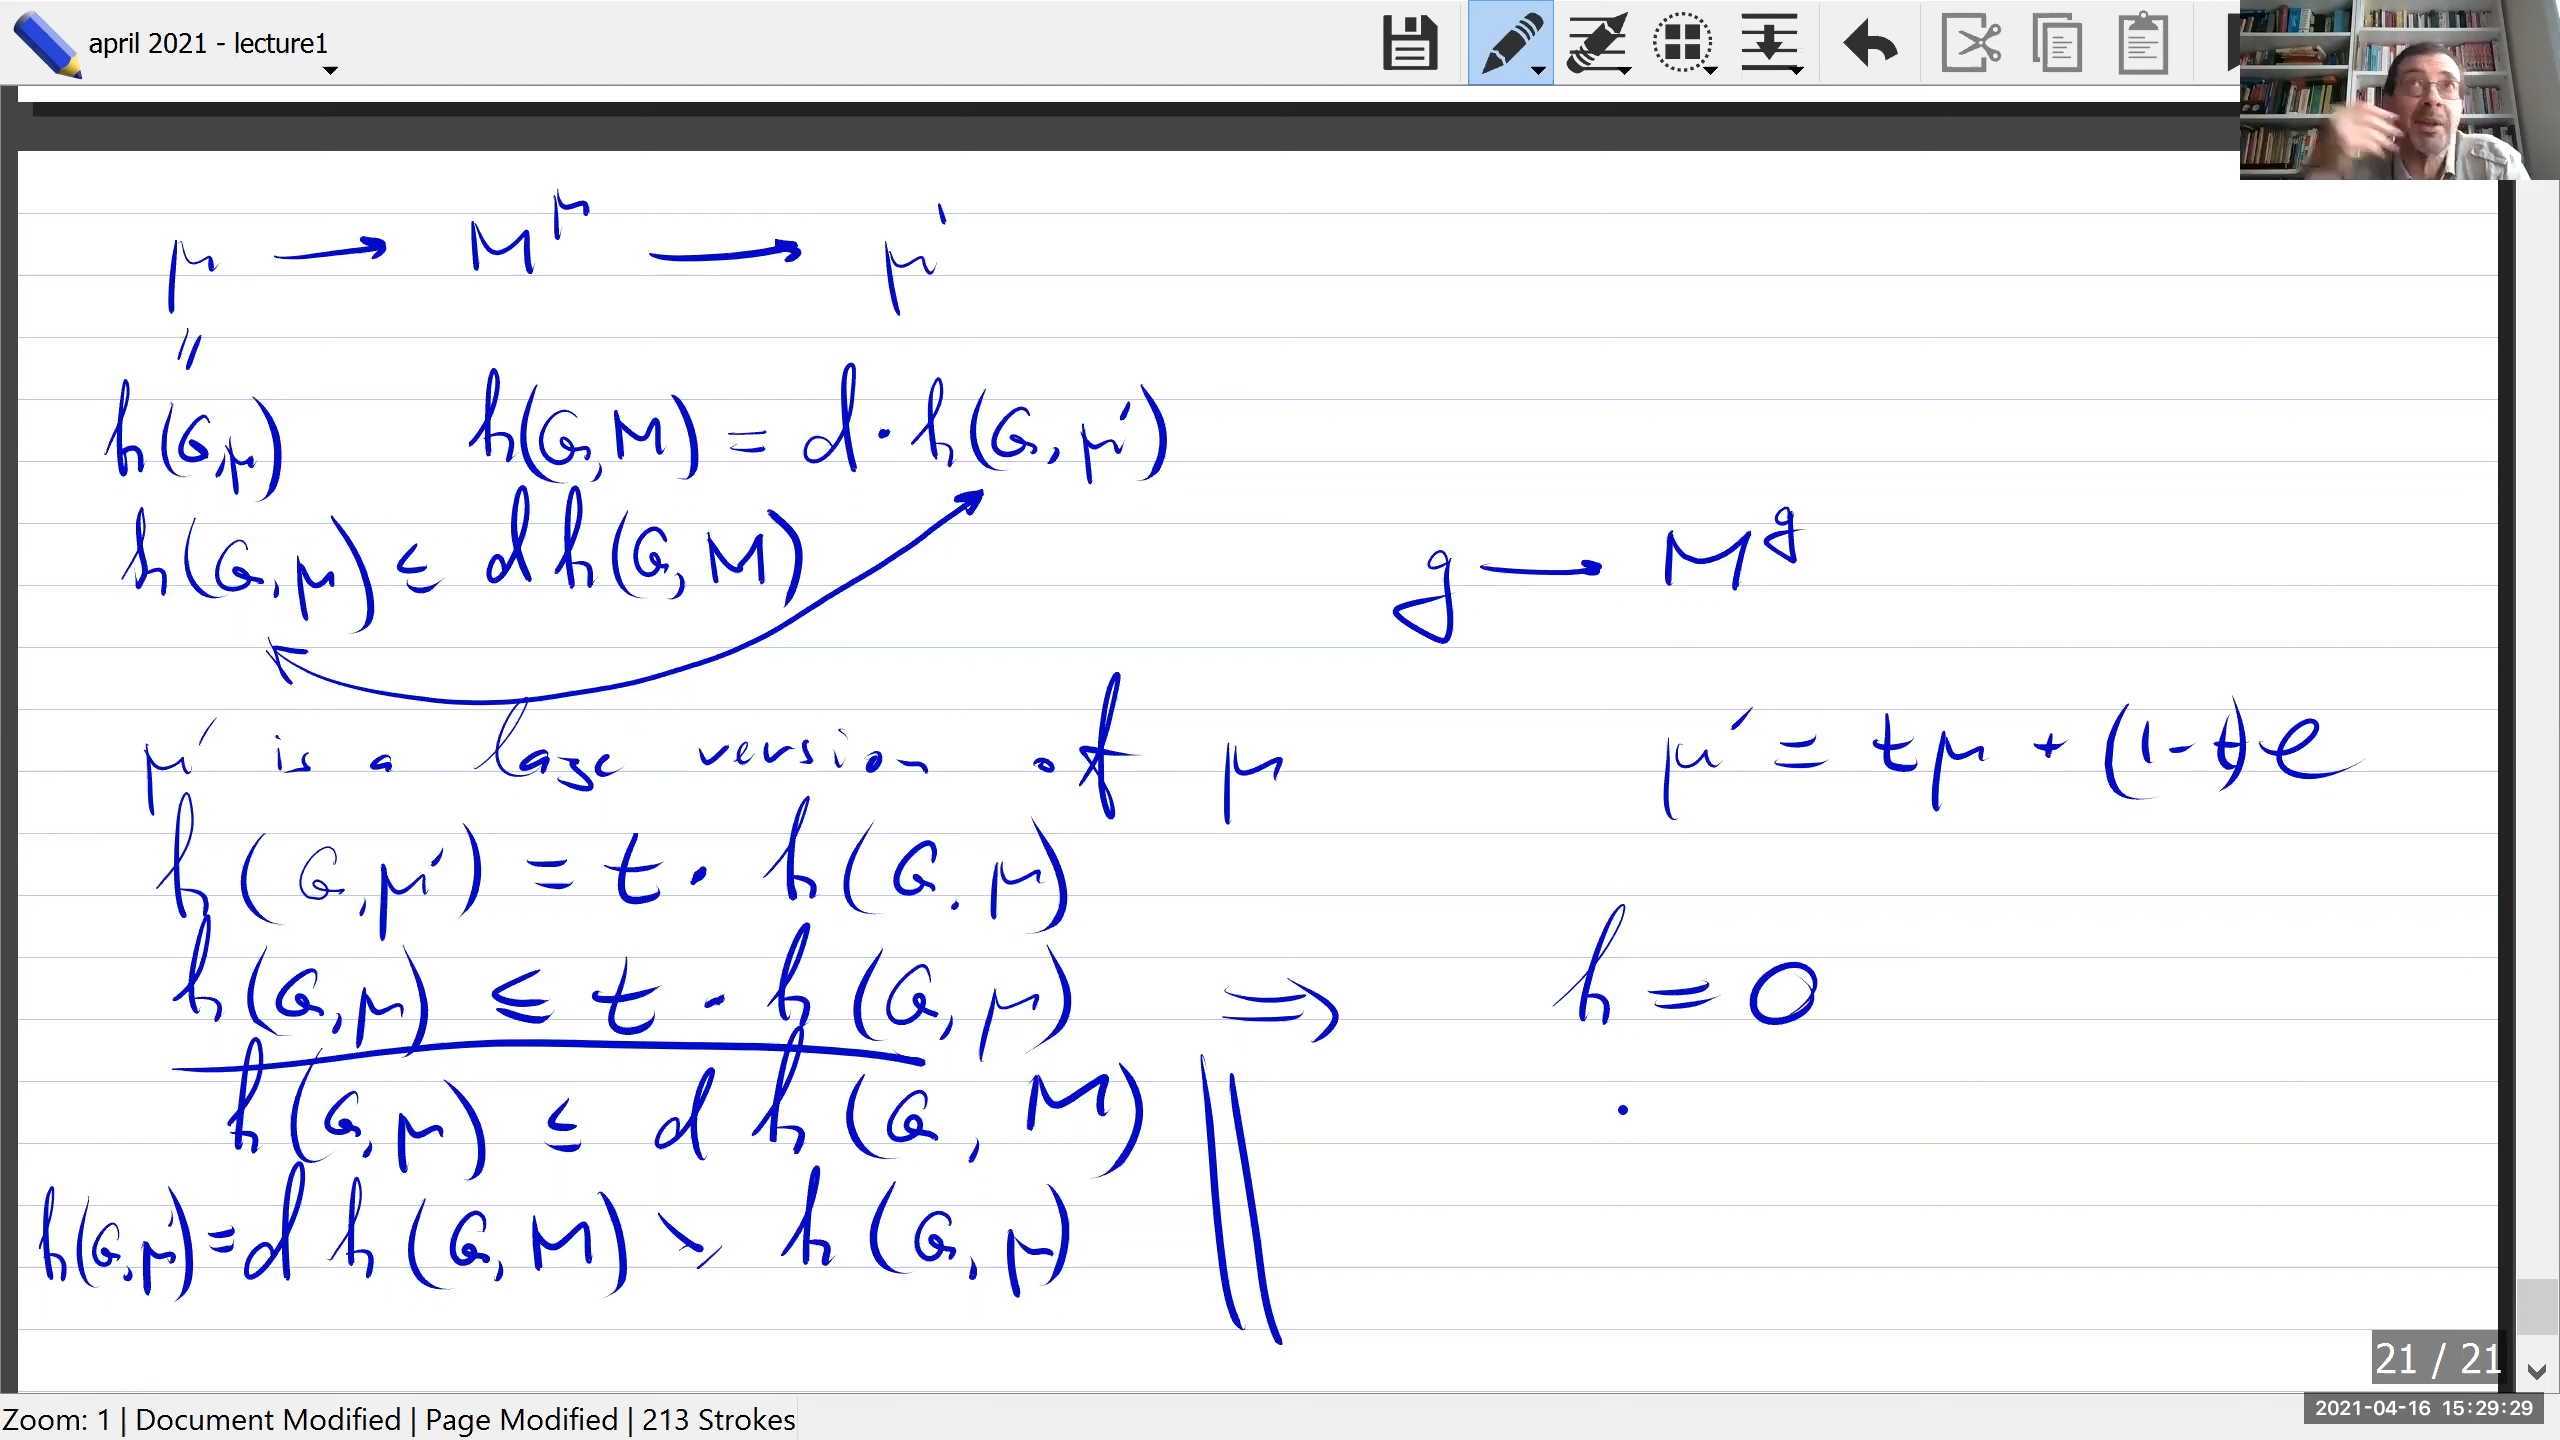 april 2021 - lecture1
μ → M^μ → μ'
=
h(G,μ) h(G,M) = d · h(G, μ')
h(G,μ) ≤ d h(G,M)
g → M^g
μ' is a laze version of μ
μ' = tμ + (1-t)e
h(G,μ') = t · h(G,μ)
h(G,μ) ≤ t · h(G,μ) ⇒ h = 0
h(G,μ) ≤ d h(G, M)
h(G,μ') = d h(G,M) > h(G,μ)
21 / 21
Zoom: 1 | Document Modified | Page Modified | 213 Strokes
2021-04-16 15:29:29